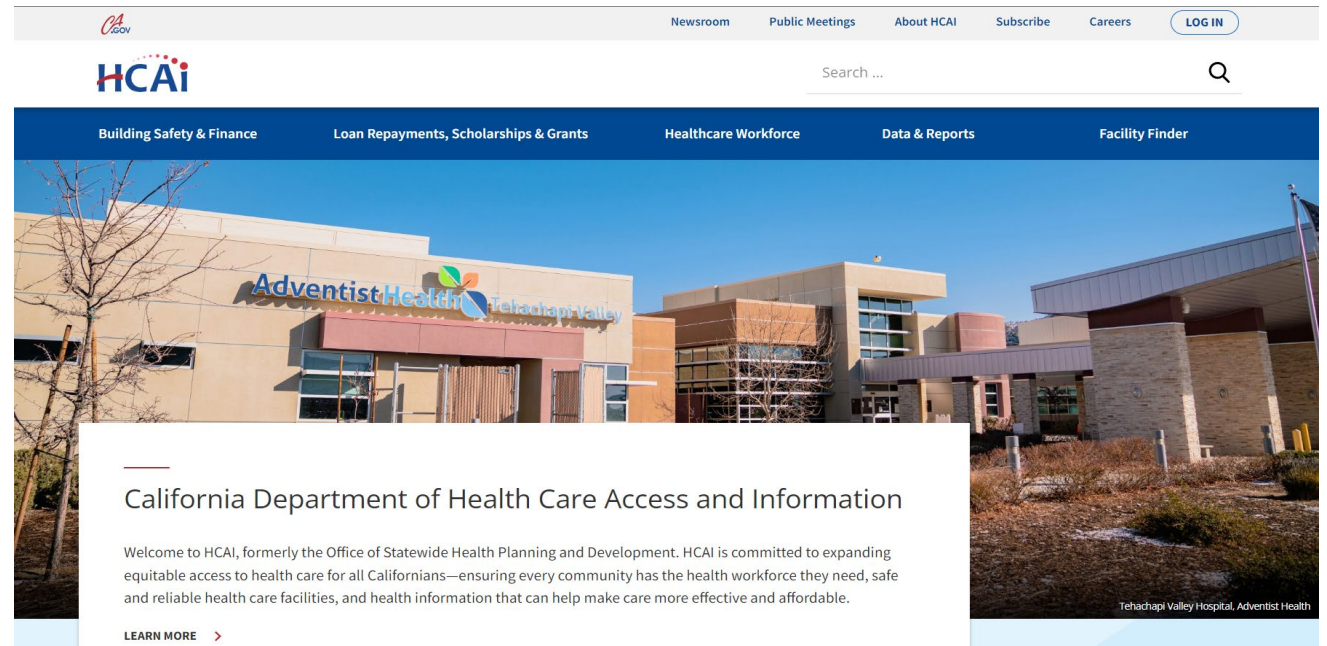 CA
.GOV
Newsroom Public Meetings About HCAI Subscribe Careers LOG IN
HCAi
Search ...
Building Safety & Finance Loan Repayments, Scholarships & Grants Healthcare Workforce Data & Reports Facility Finder
AdventistHealth Tehachapi Valley
California Department of Health Care Access and Information
Welcome to HCAI, formerly the Office of Statewide Health Planning and Development. HCAI is committed to expanding
equitable access to health care for all Californians—ensuring every community has the health workforce they need, safe
and reliable health care facilities, and health information that can help make care more effective and affordable.
Tehachapi Valley Hospital, Adventist Health
LEARN MORE